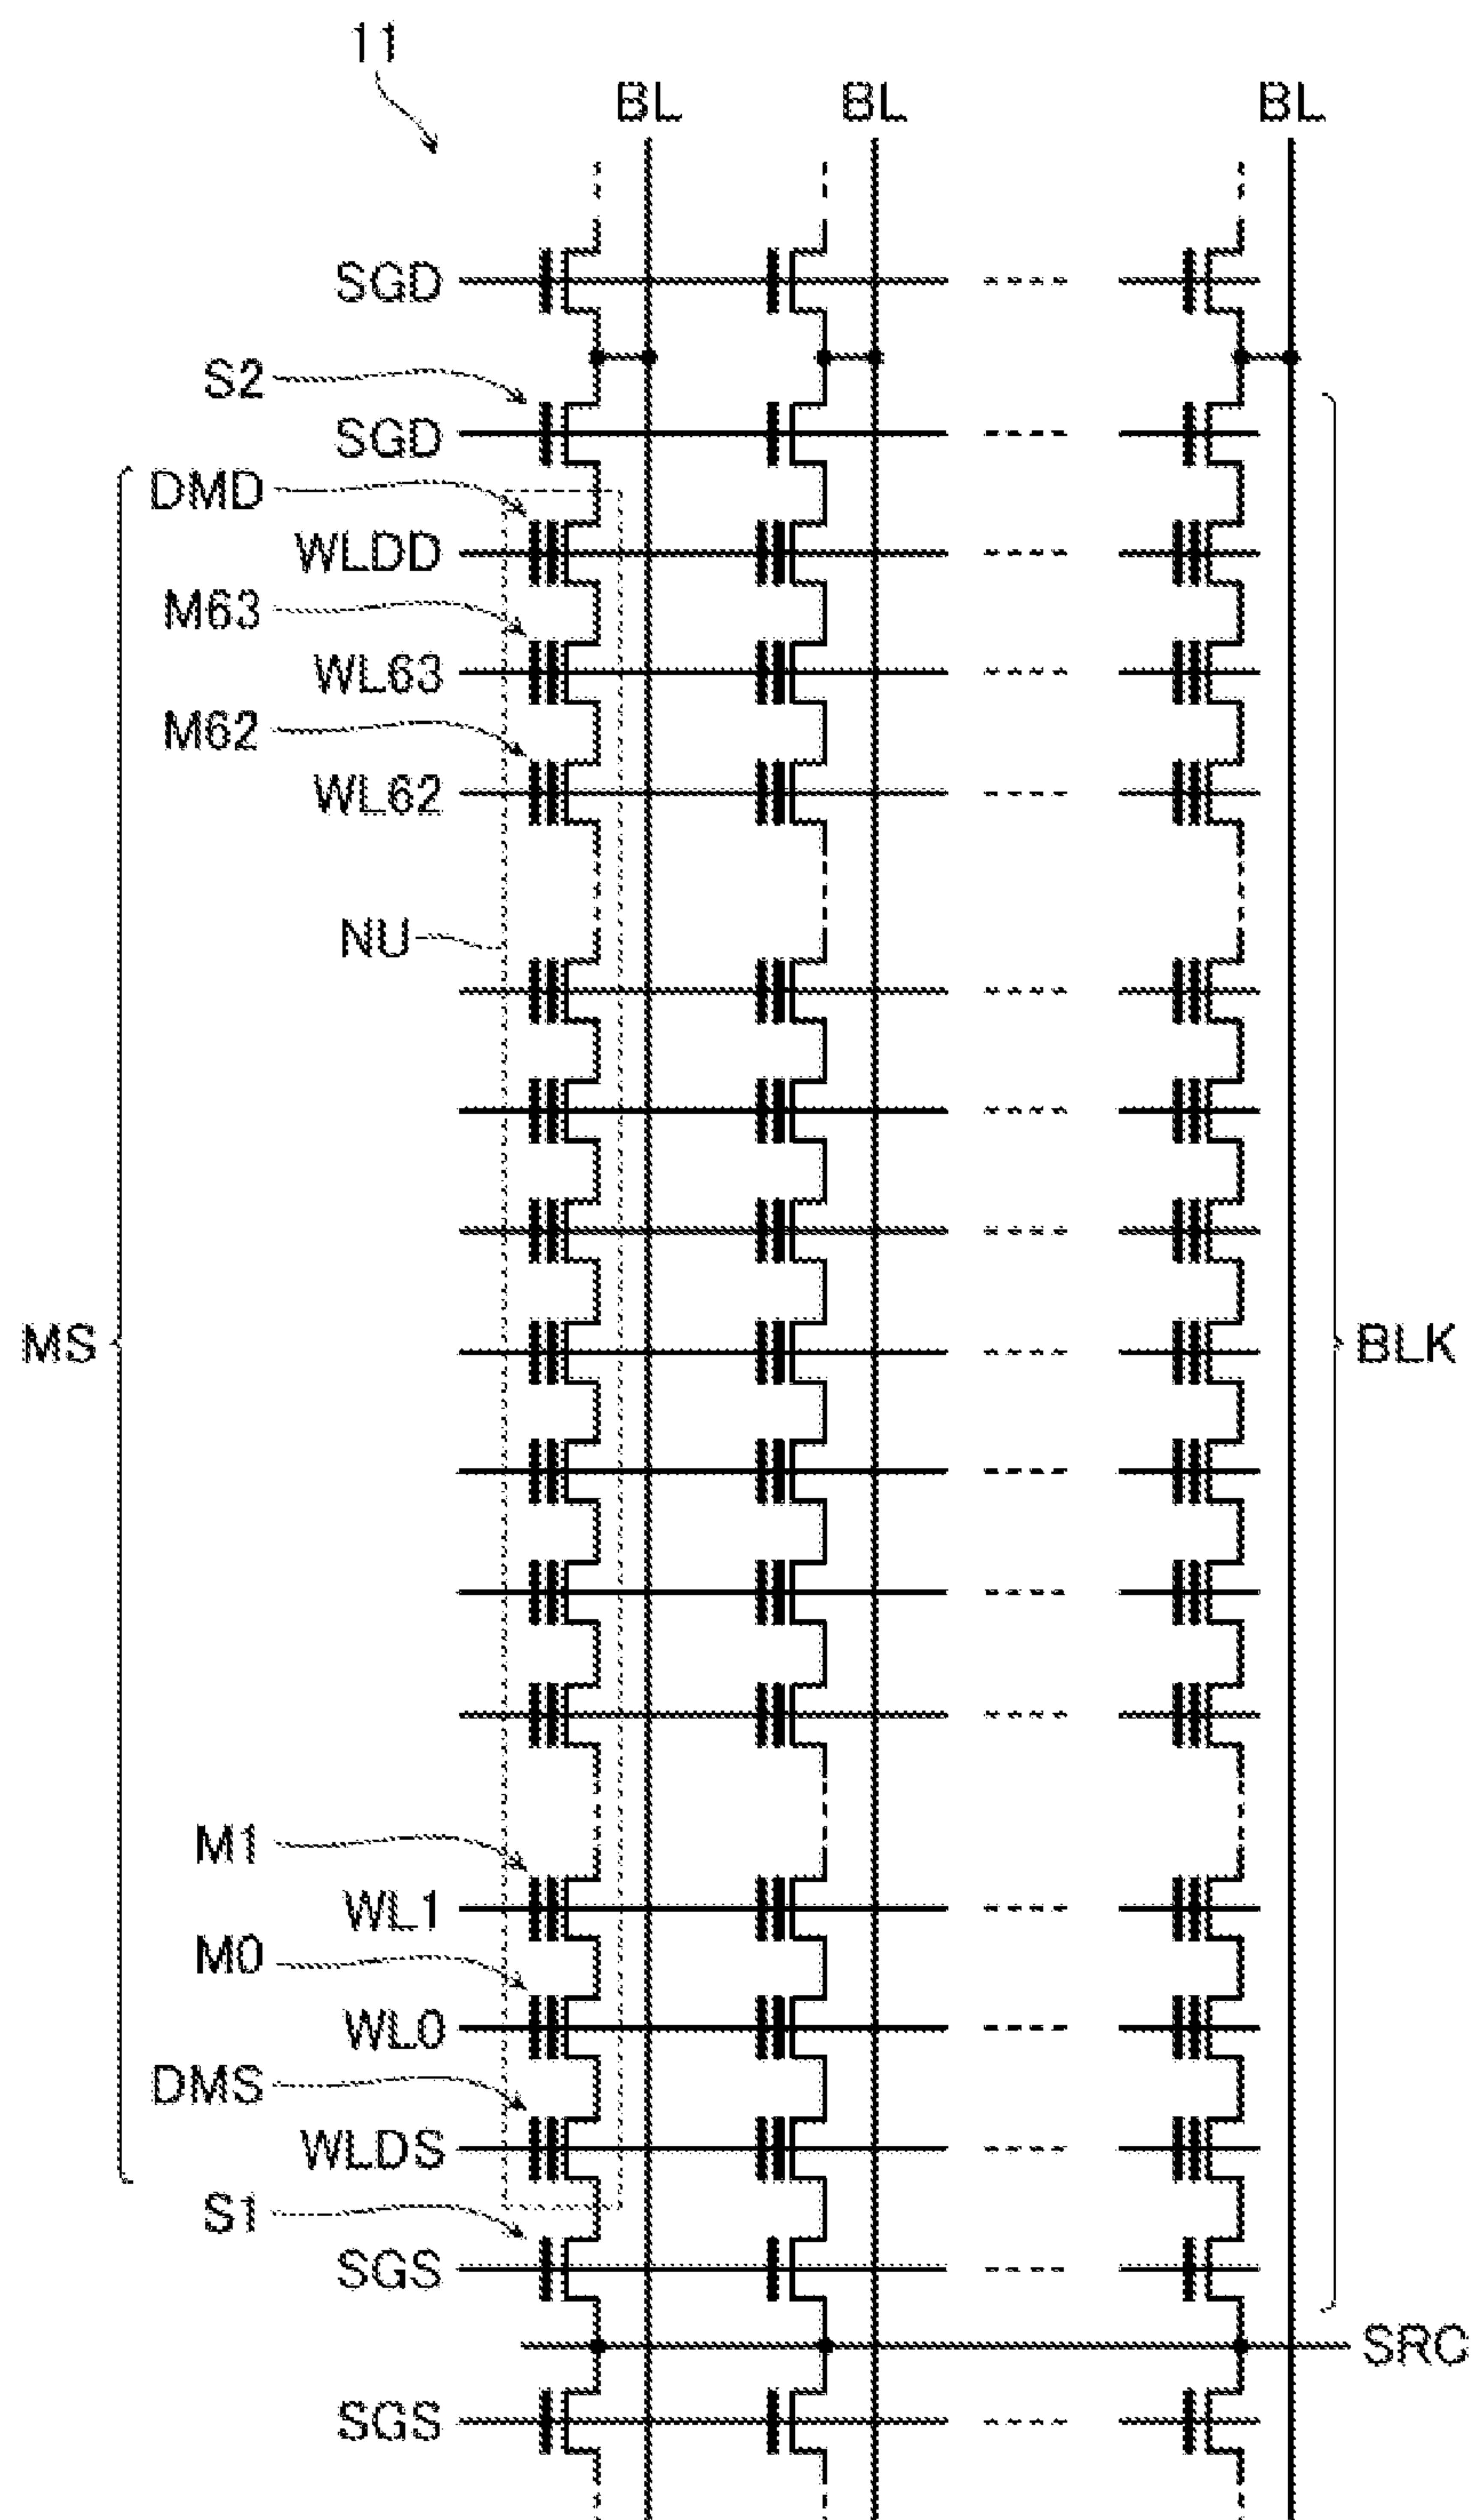 11
BL BL BL
SGD
S2
SGD
DMD
WLDD
M63
WL63
M62
WL62
NU
MS
BLK
M1
WL1
M0
WL0
DMS
WLDS
S1
SGS
SRC
SGS